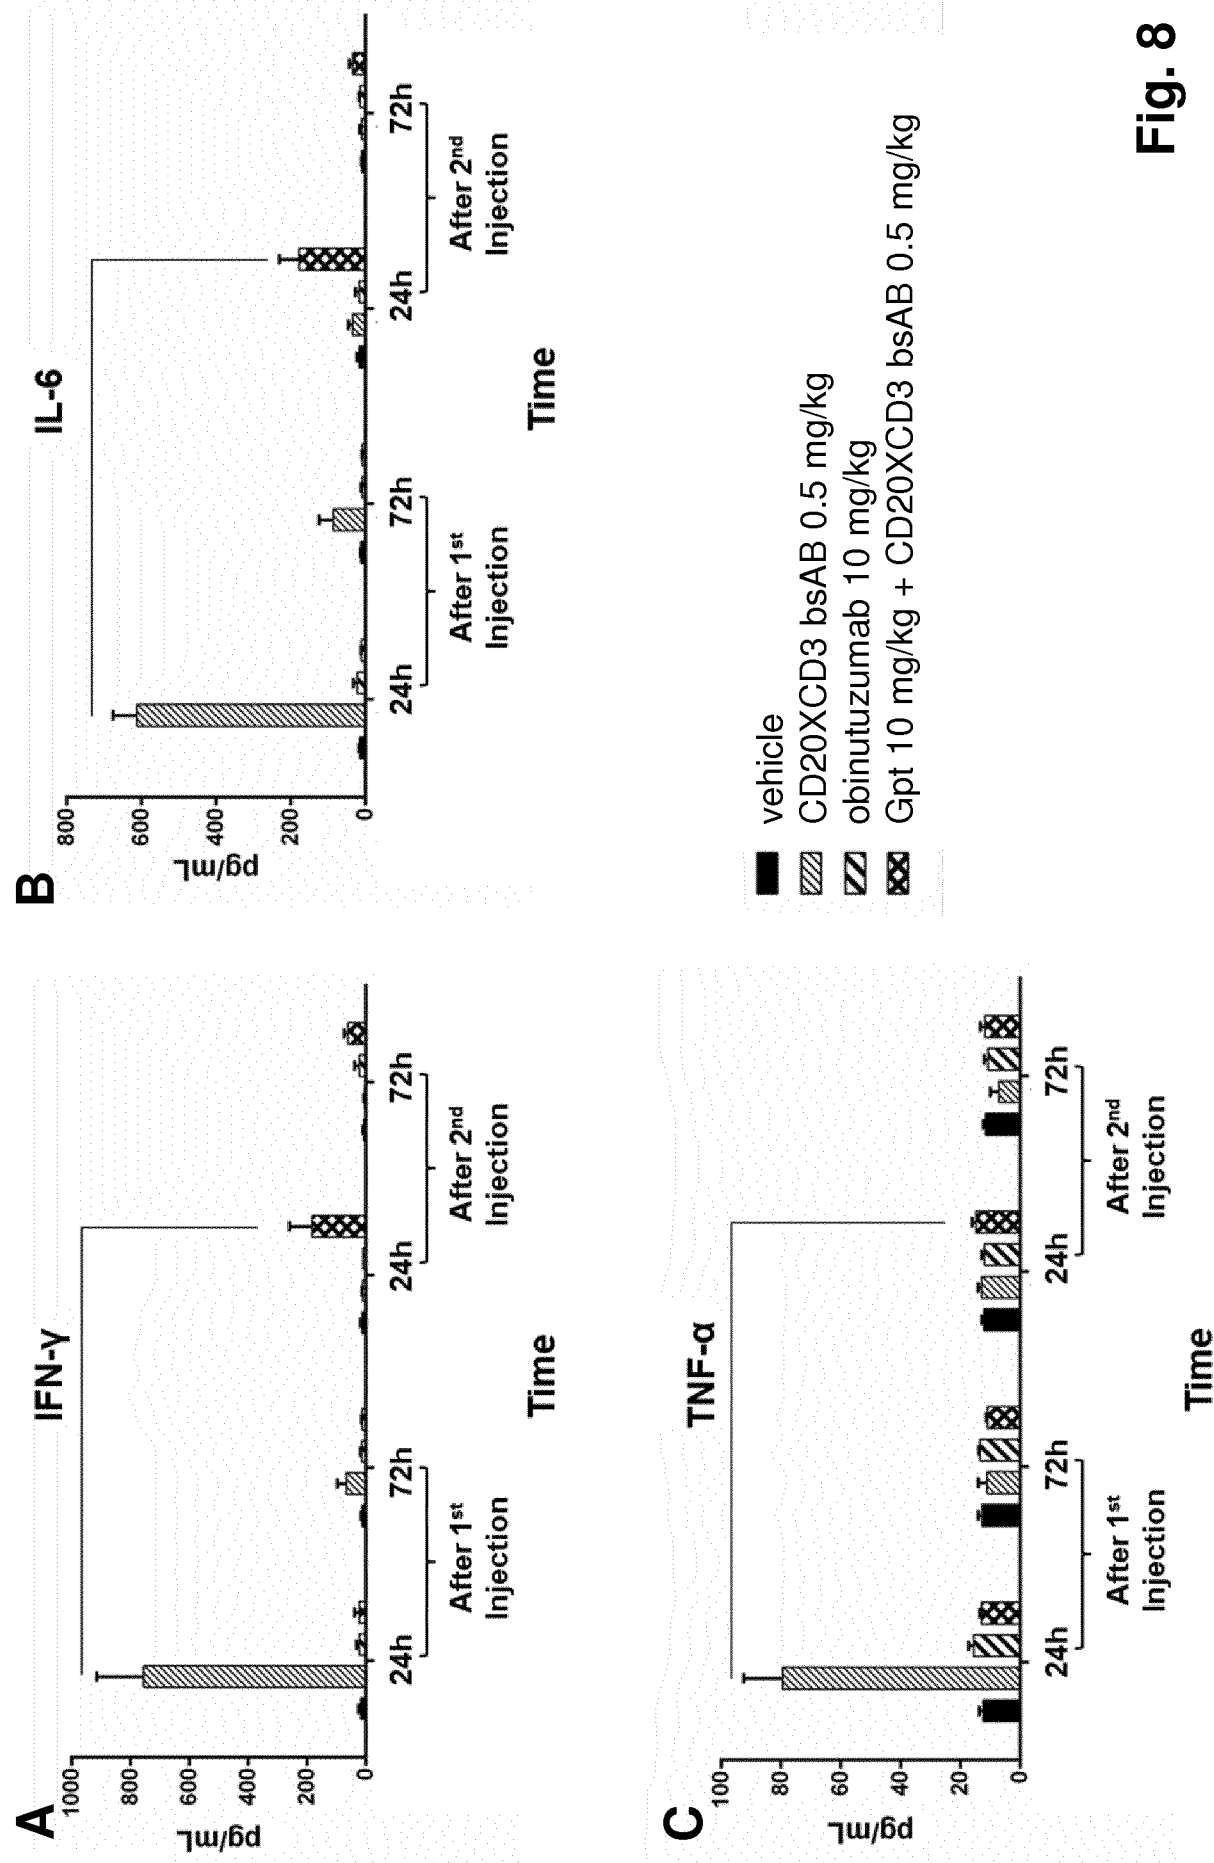 A
IFN-γ
pg/mL
1000
800
600
400
200
0
24h 72h 24h 72h
After 1st
Injection
After 2nd
Injection
Time
B
IL-6
pg/mL
800
600
400
200
0
24h 72h 24h 72h
After 1st
Injection
After 2nd
Injection
Time
C
TNF-α
pg/mL
100
80
60
40
20
0
24h 72h 24h 72h
After 1st
Injection
After 2nd
Injection
Time
vehicle
CD20XCD3 bsAB 0.5 mg/kg
obinutuzumab 10 mg/kg
Gpt 10 mg/kg + CD20XCD3 bsAB 0.5 mg/kg
Fig. 8